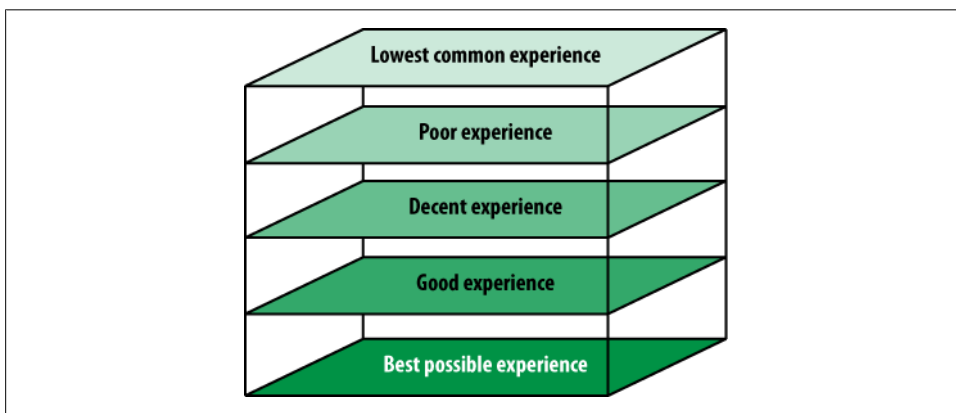 Lowest common experience
Poor experience
Decent experience
Good experience
Best possible experience